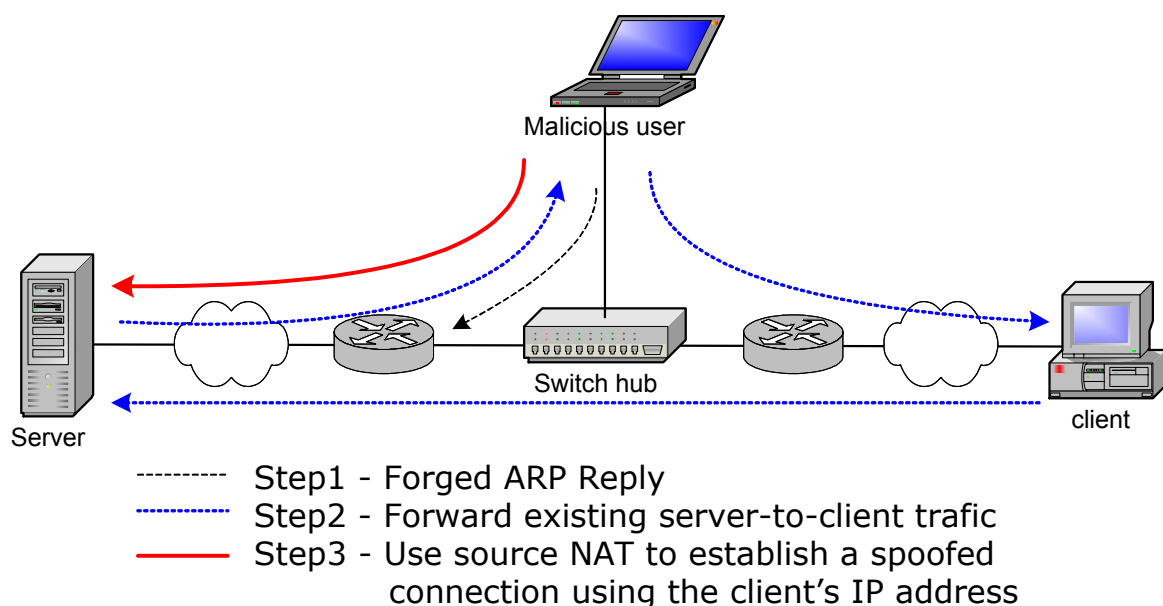 Malicious user
Switch hub
Server
client
Step1 - Forged ARP Reply
Step2 - Forward existing server-to-client trafic
Step3 - Use source NAT to establish a spoofed
connection using the client's IP address